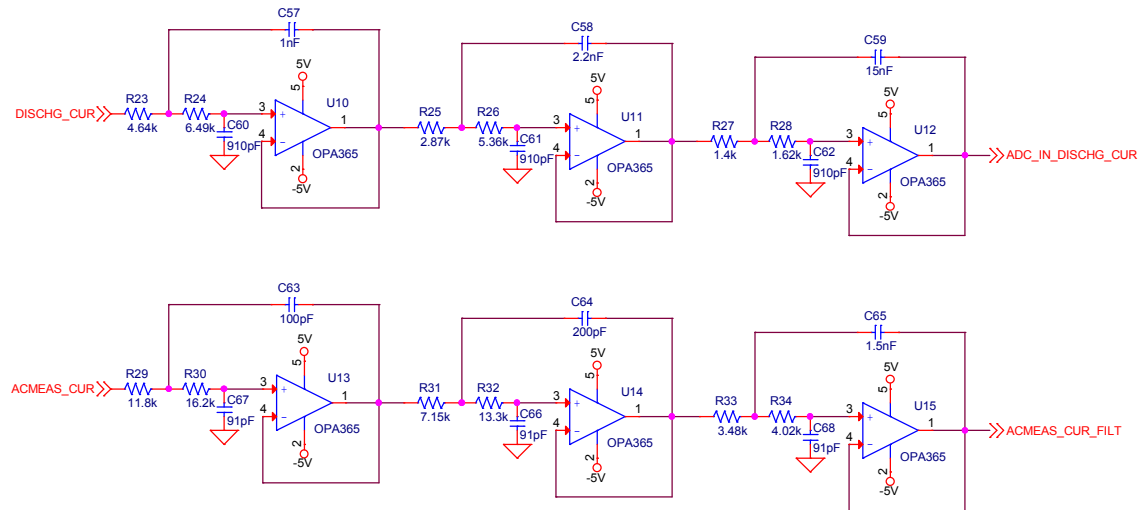 C57
1nF
5V
5
DISCHG_CUR
R23
4.64k
R24
6.49k
C60
910pF
3
4
+
−
U10
1
OPA365
2
-5V
C58
2.2nF
5V
5
R25
2.87k
R26
5.36k
C61
910pF
3
4
+
−
U11
1
OPA365
2
-5V
C59
15nF
5V
5
R27
1.4k
R28
1.62k
C62
910pF
3
4
+
−
U12
1
OPA365
2
-5V
ADC_IN_DISCHG_CUR
C63
100pF
5V
5
ACMEAS_CUR
R29
11.8k
R30
16.2k
C67
91pF
3
4
+
−
U13
1
OPA365
2
-5V
C64
200pF
5V
5
R31
7.15k
R32
13.3k
C66
91pF
3
4
+
−
U14
1
OPA365
2
-5V
C65
1.5nF
5V
5
R33
3.48k
R34
4.02k
C68
91pF
3
4
+
−
U15
1
OPA365
2
-5V
ACMEAS_CUR_FILT